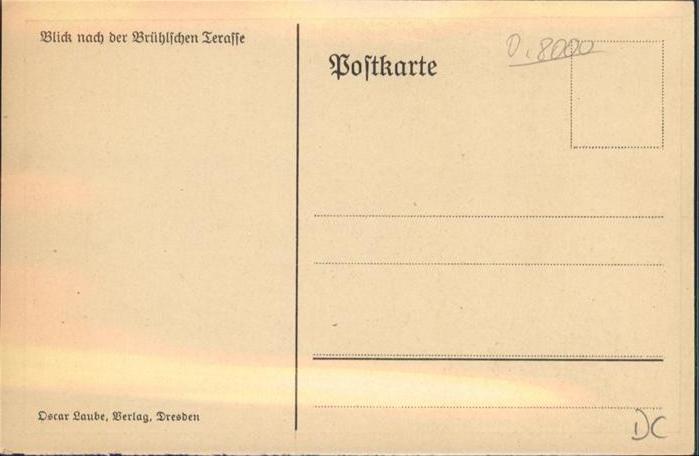 Blick nach der Brühlschen Terasse
Postkarte
D, 8000
Oscar Laube, Verlag, Dresden
DC